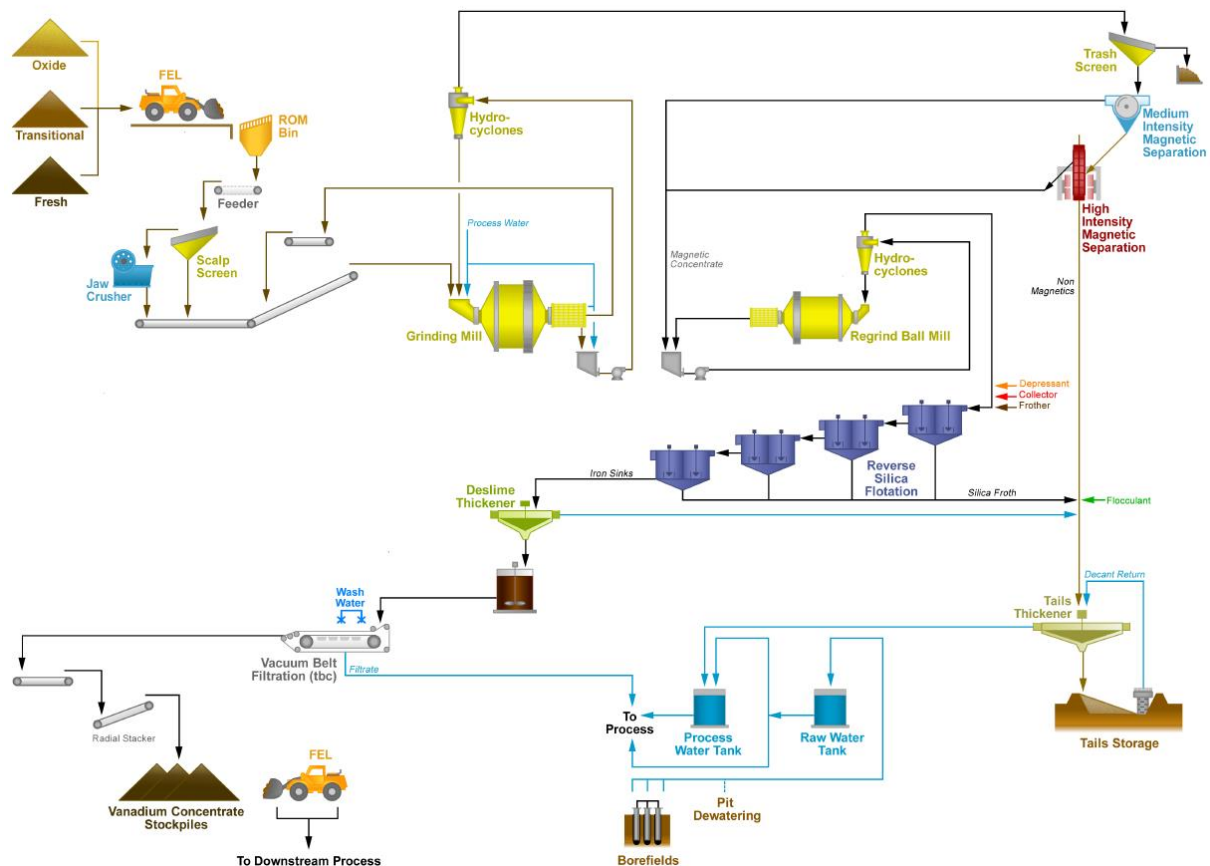 Oxide
Transitional
Fresh
FEL
ROM
Bin
Feeder
Scalp
Screen
Jaw
Crusher
Hydro-
cyclones
Process Water
Grinding Mill
Trash
Screen
Medium
Intensity
Magnetic
Separation
High
Intensity
Magnetic
Separation
Magnetic
Concentrate
Hydro-
cyclones
Regrind Ball Mill
Non
Magnetics
Depressant
Collector
Frother
Reverse
Silica
Flotation
Iron Sinks
Silica Froth
Flocculant
Deslime
Thickener
Wash
Water
Vacuum Belt
Filtration (tbc)
Filtrate
Decant Return
Tails
Thickener
Tails Storage
To
Process
Process
Water Tank
Raw Water
Tank
Pit
Dewatering
Borefields
Radial Stacker
Vanadium Concentrate
Stockpiles
FEL
To Downstream Process